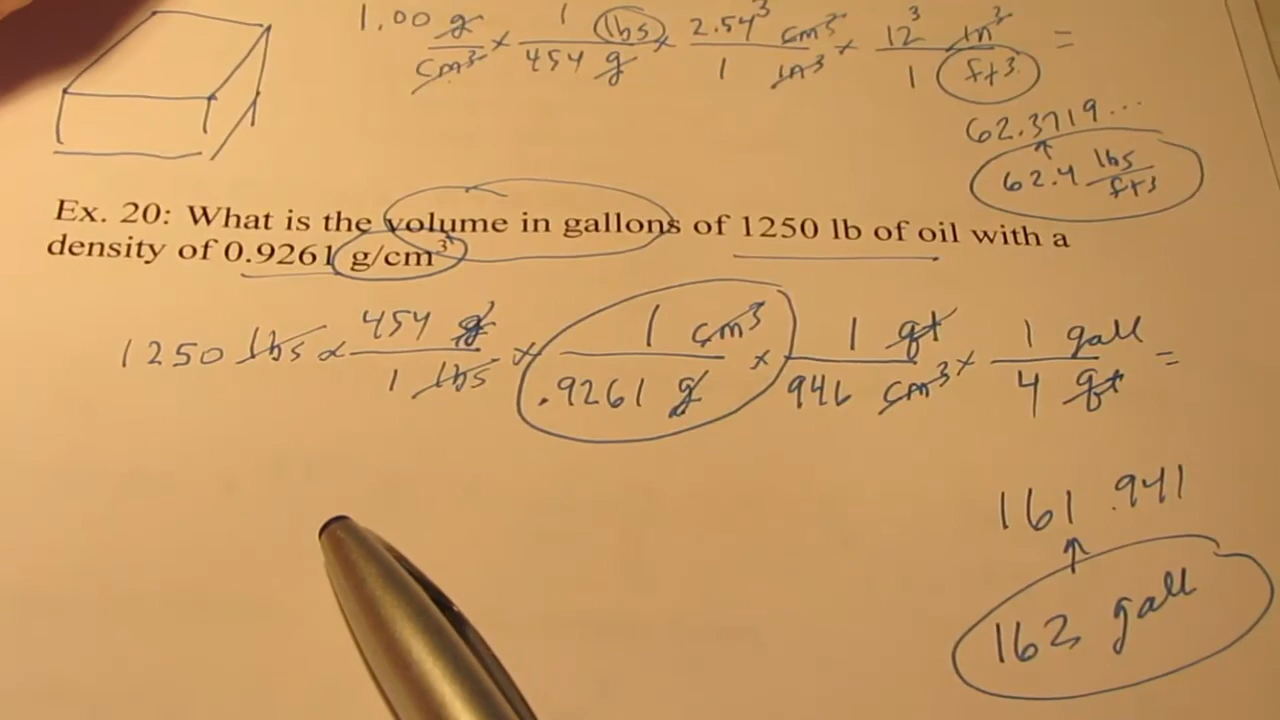 1.00 g/cm³ × 1 lbs/454 g × 2.54³ cm³/1 in³ × 12³ in³/1 ft3 =
62.3719...
62.4 lbs/ft3
Ex. 20: What is the volume in gallons of 1250 lb of oil with a
density of 0.9261 g/cm³
1250 lbs × 454 g/1 lbs × 1 cm³/.9261 g × 1 qt/946 cm³ × 1 gall/4 qt =
161.941
162 gall